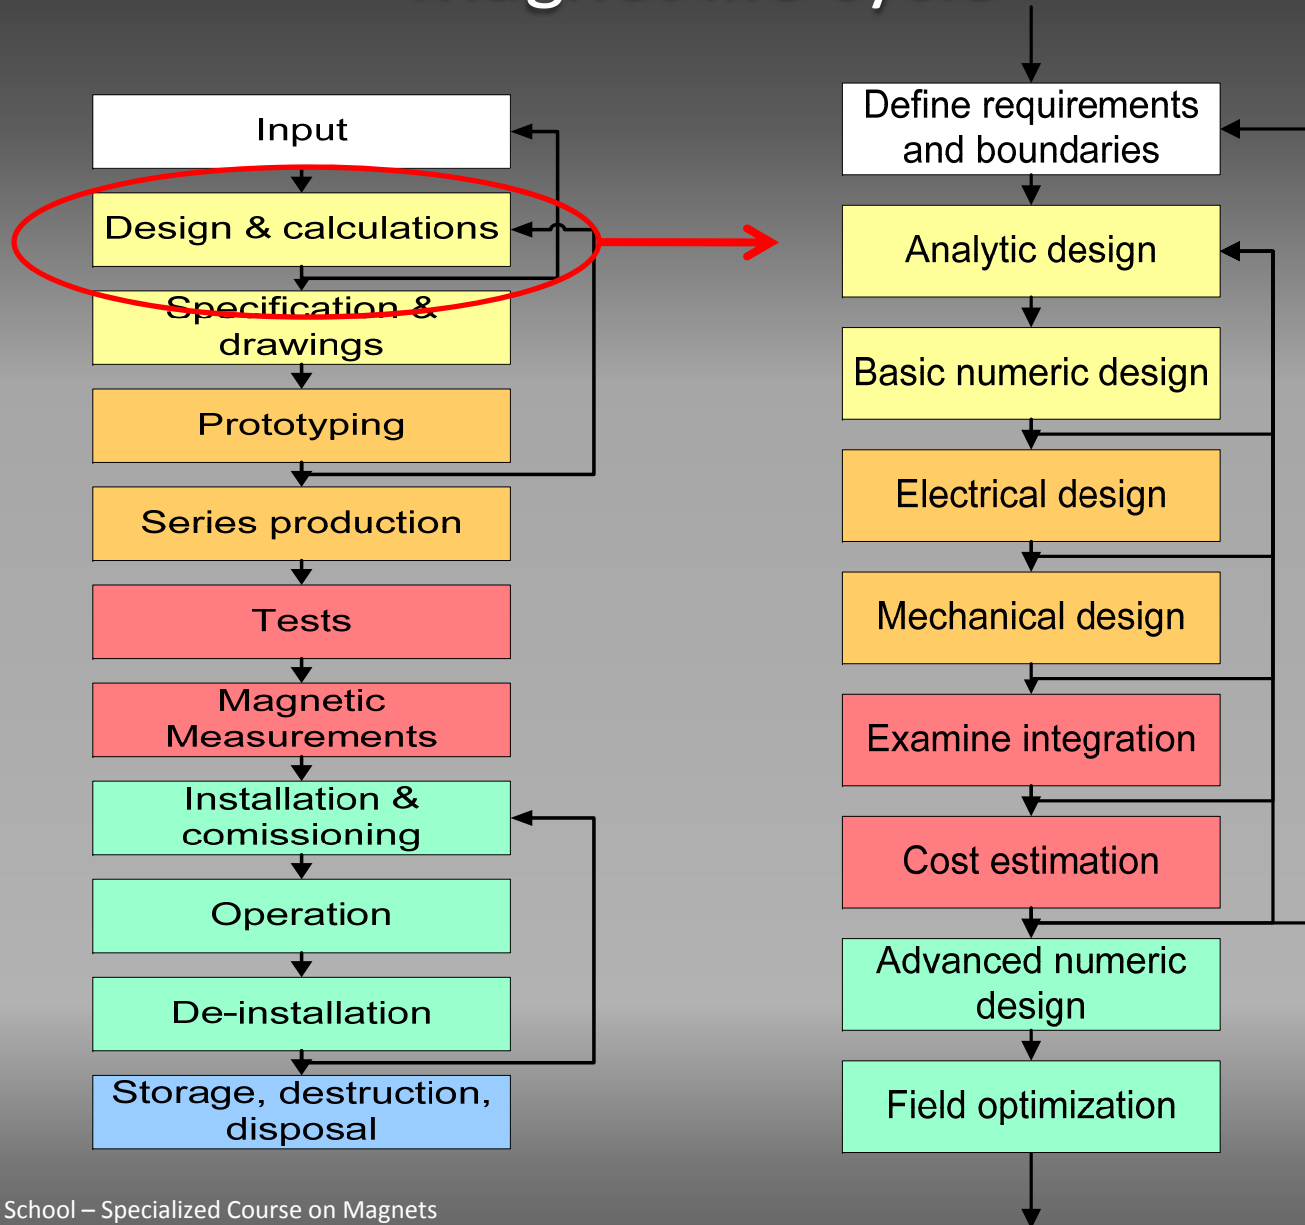 Input
Design & calculations
Specification &
drawings
Prototyping
Series production
Tests
Magnetic
Measurements
Installation &
comissioning
Operation
De-installation
Storage, destruction,
disposal
Define requirements
and boundaries
Analytic design
Basic numeric design
Electrical design
Mechanical design
Examine integration
Cost estimation
Advanced numeric
design
Field optimization
School – Specialized Course on Magnets